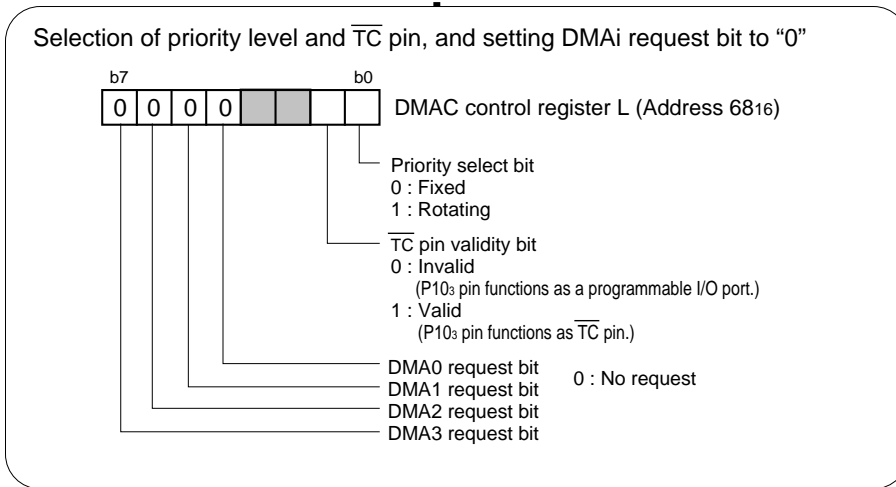 Selection of priority level and TC pin, and setting DMAi request bit to “0”
b7 b0
0 0 0 0 DMAC control register L (Address 6816)
Priority select bit
0 : Fixed
1 : Rotating
TC pin validity bit
0 : Invalid
(P103 pin functions as a programmable I/O port.)
1 : Valid
(P103 pin functions as TC pin.)
DMA0 request bit
0 : No request
DMA1 request bit
DMA2 request bit
DMA3 request bit